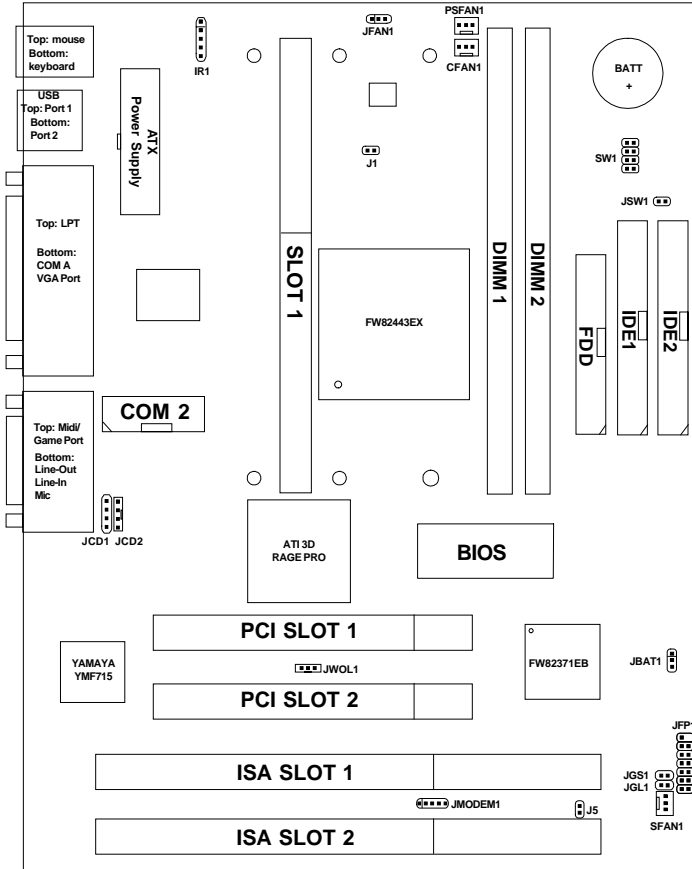 PSFAN1
JFAN1
CFAN1
Top: mouse
Bottom:
keyboard
IR1
BATT
+
USB
Top: Port 1
Bottom:
Port 2
ATX
Power Supply
J1
SW1
JSW1
Top: LPT
Bottom:
COM A
VGA Port
SLOT 1
FW82443EX
DIMM 1
DIMM 2
FDD
IDE1
IDE2
COM 2
Top: Midi/
Game Port
Bottom:
Line-Out
Line-In
Mic
JCD1
JCD2
ATI 3D
RAGE PRO
BIOS
PCI SLOT 1
YAMAYA
YMF715
JWOL1
FW82371EB
JBAT1
PCI SLOT 2
JFP1
ISA SLOT 1
JGS1
JGL1
JMODEM1
J5
SFAN1
ISA SLOT 2